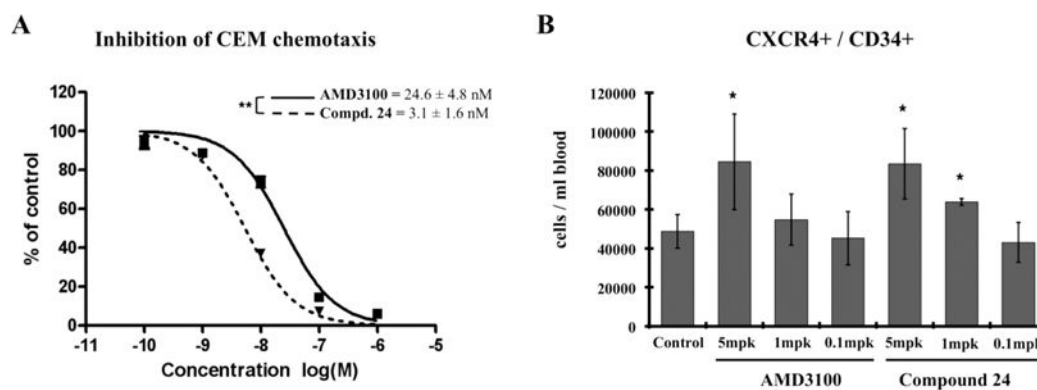 A
Inhibition of CEM chemotaxis
120
100
80
60
40
20
0
% of control
-11
-10
-9
-8
-7
-6
-5
Concentration log(M)
** AMD3100 = 24.6 ± 4.8 nM
Compd. 24 = 3.1 ± 1.6 nM
B
CXCR4+ / CD34+
120000
100000
80000
60000
40000
20000
0
cells / ml blood
* * *
Control 5mpk 1mpk 0.1mpk 5mpk 1mpk 0.1mpk
AMD3100 Compound 24